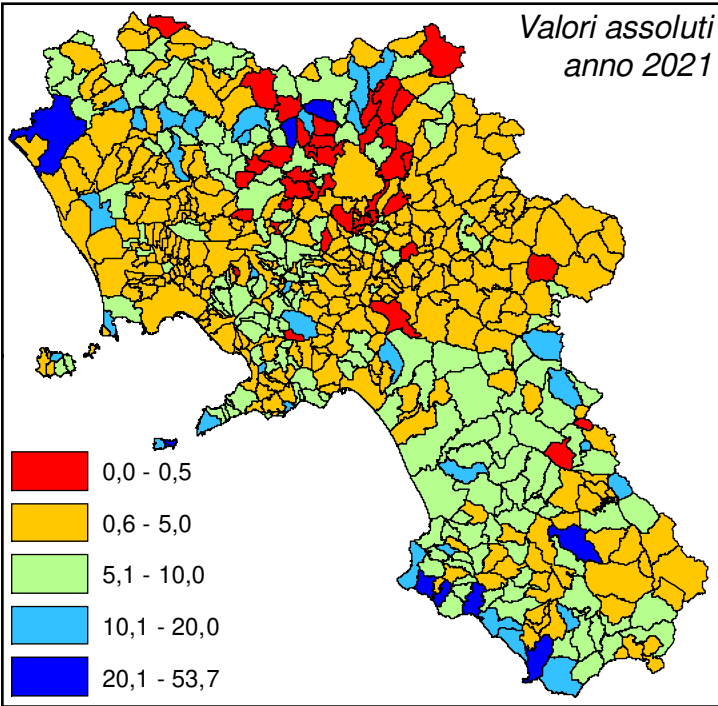 Valori assoluti
anno 2021
0,0 - 0,5
0,6 - 5,0
5,1 - 10,0
10,1 - 20,0
20,1 - 53,7